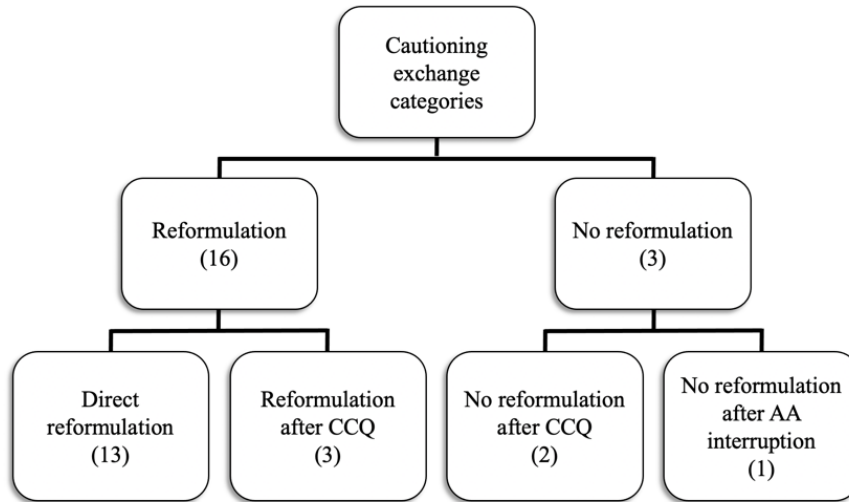 Cautioning
exchange
categories
Reformulation
(16)
No reformulation
(3)
Direct
reformulation
(13)
Reformulation
after CCQ
(3)
No reformulation
after CCQ
(2)
No reformulation
after AA
interruption
(1)